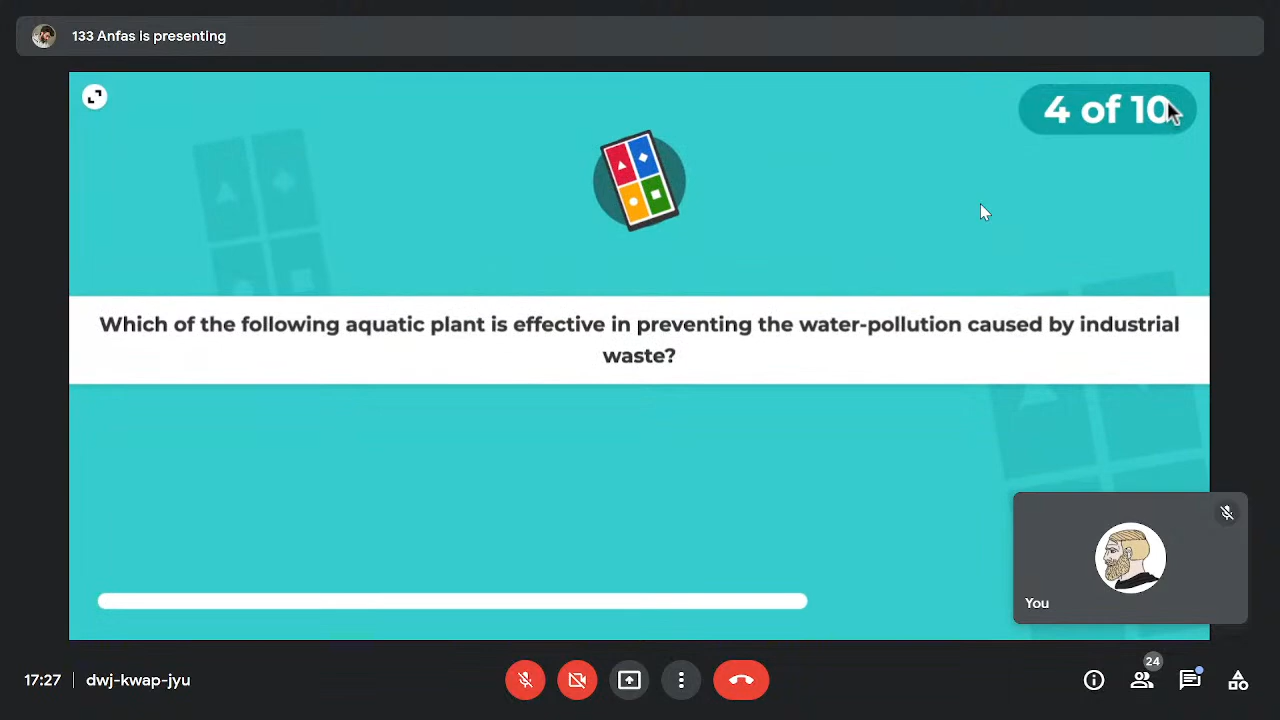 133 Anfas is presenting
4 of 10
Which of the following aquatic plant is effective in preventing the water-pollution caused by industrial
waste?
You
17:27 | dwj-kwap-jyu
24